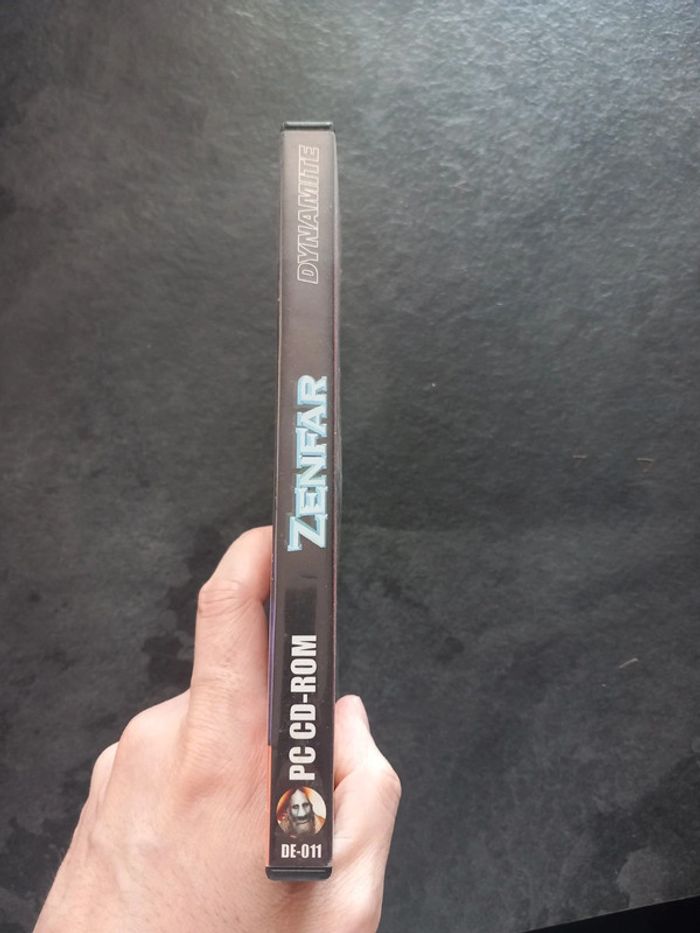 DYNAMITE
ZENFAR
PC CD-ROM
DE-011